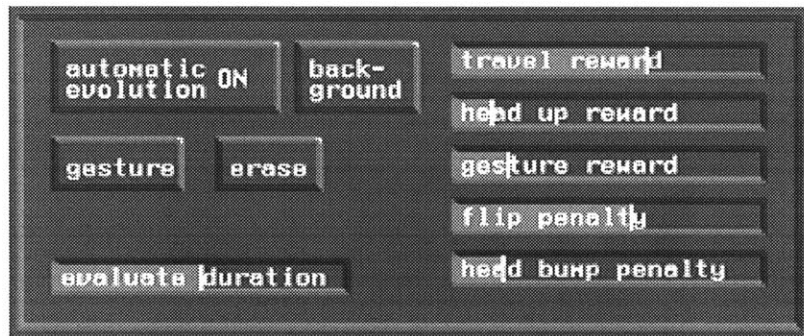 automatic
evolution ON
back-
ground
gesture
erase
evaluate duration
travel reward
head up reward
gesture reward
flip penalty
head bump penalty